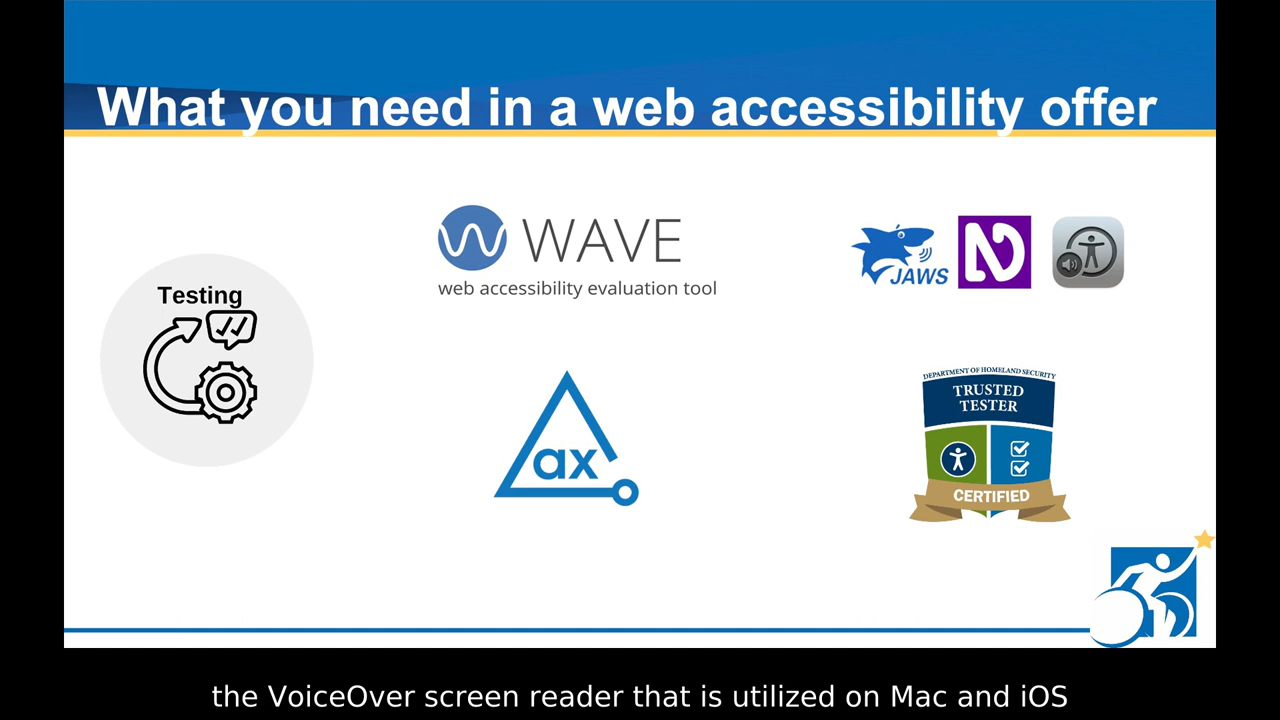 What you need in a web accessibility offer
Testing
WAVE
web accessibility evaluation tool
JAWS
ax
DEPARTMENT OF HOMELAND SECURITY
TRUSTED
TESTER
CERTIFIED
the VoiceOver screen reader that is utilized on Mac and iOS